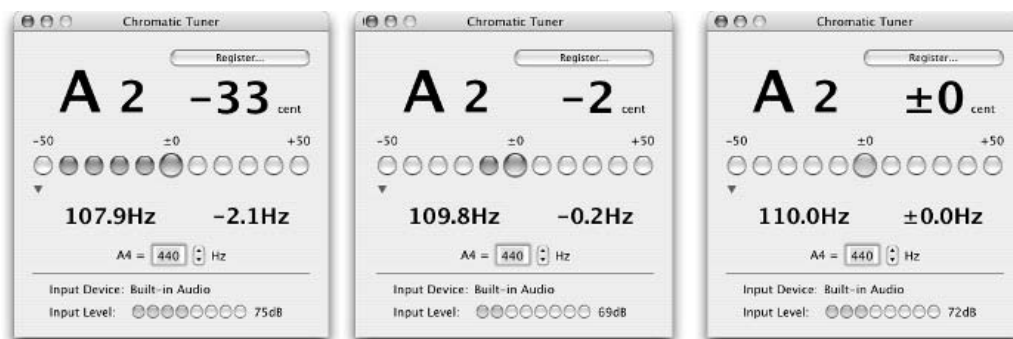 Chromatic Tuner
Register...
A 2 -33 cent
-50 ±0 +50
107.9Hz -2.1Hz
A4 = 440 Hz
Input Device: Built-in Audio
Input Level: 75dB
Chromatic Tuner
Register...
A 2 -2 cent
-50 ±0 +50
109.8Hz -0.2Hz
A4 = 440 Hz
Input Device: Built-in Audio
Input Level: 69dB
Chromatic Tuner
Register...
A 2 ±0 cent
-50 ±0 +50
110.0Hz ±0.0Hz
A4 = 440 Hz
Input Device: Built-in Audio
Input Level: 72dB